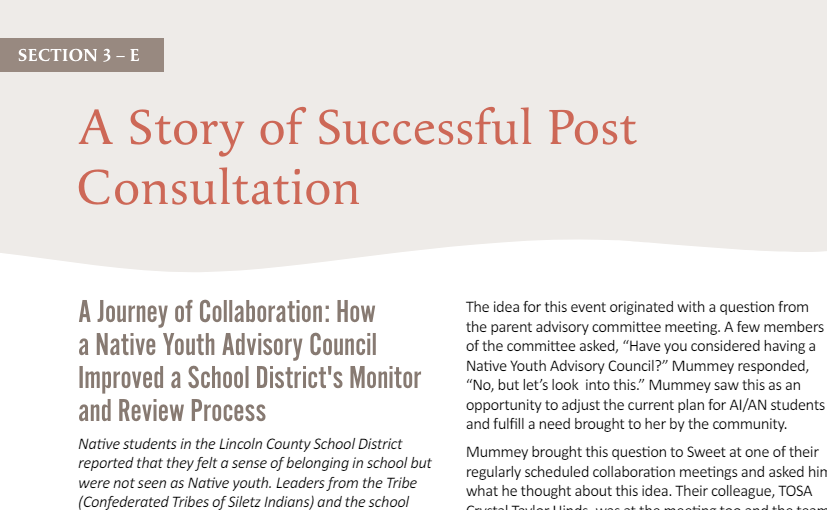 SECTION 3 – E
A Story of Successful Post
Consultation
A Journey of Collaboration: How
a Native Youth Advisory Council
Improved a School District's Monitor
and Review Process
Native students in the Lincoln County School District
reported that they felt a sense of belonging in school but
were not seen as Native youth. Leaders from the Tribe
(Confederated Tribes of Siletz Indians) and the school
The idea for this event originated with a question from
the parent advisory committee meeting. A few members
of the committee asked, “Have you considered having a
Native Youth Advisory Council?” Mummey responded,
“No, but let’s look into this.” Mummey saw this as an
opportunity to adjust the current plan for AI/AN students
and fulfill a need brought to her by the community.
Mummey brought this question to Sweet at one of their
regularly scheduled collaboration meetings and asked him
what he thought about this idea. Their colleague, TOSA
Crystal Taylor Hinds, was at the meeting too and the team